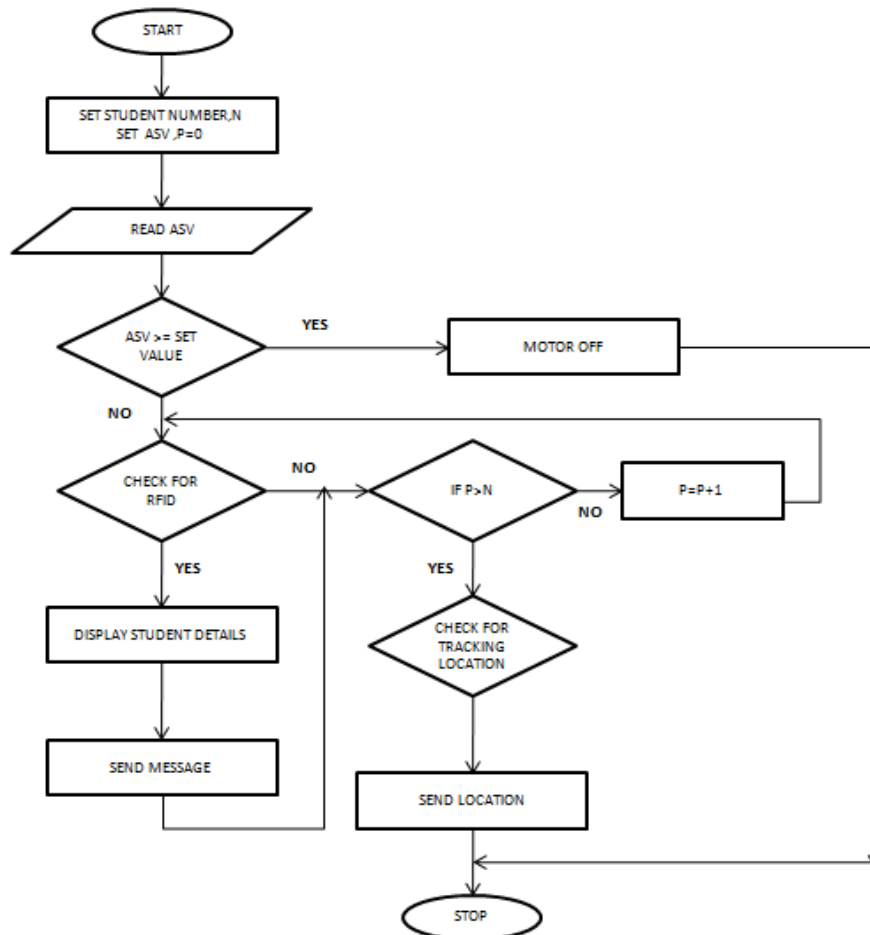 START
SET STUDENT NUMBER,N
SET ASV ,P=0
READ ASV
ASV >= SET
VALUE
YES
MOTOR OFF
NO
CHECK FOR
RFID
NO
IF P>N
NO
P=P+1
YES
YES
DISPLAY STUDENT DETAILS
CHECK FOR
TRACKING
LOCATION
SEND MESSAGE
SEND LOCATION
STOP